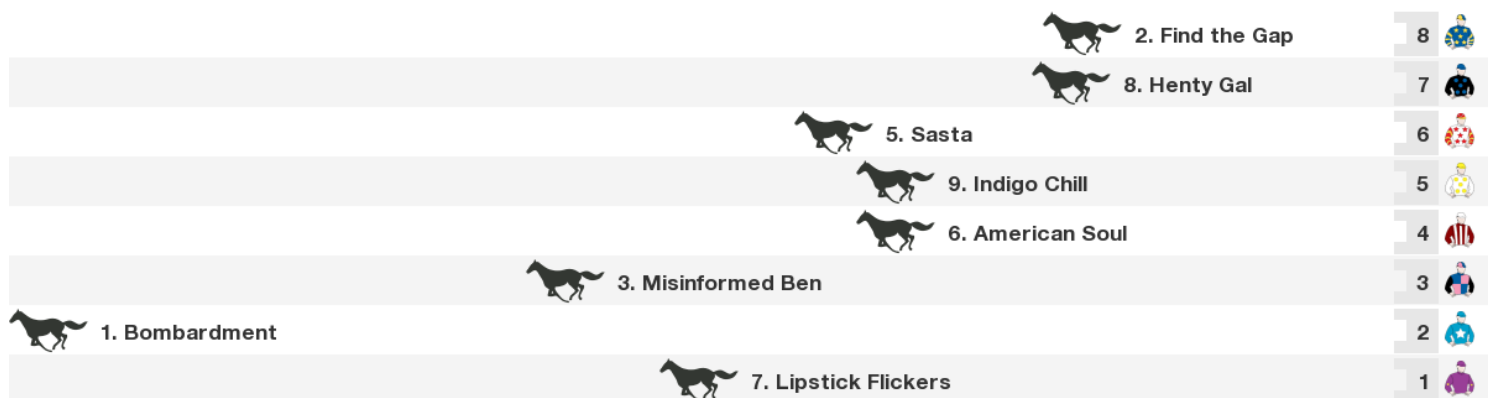 2. Find the Gap 8
8. Henty Gal 7
5. Sasta 6
9. Indigo Chill 5
6. American Soul 4
3. Misinformed Ben 3
1. Bombardment 2
7. Lipstick Flickers 1